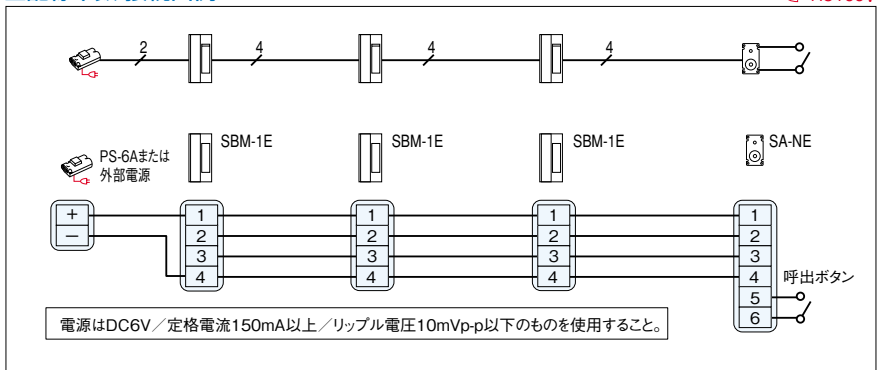 2 4 4 4
SBM-1E SBM-1E SBM-1E SA-NE
PS-6Aまたは
外部電源
+ 1 1 1 1
− 2 2 2 2
3 3 3 3
4 4 4 4 呼出ボタン
5
6
電源はDC6V／定格電流150mA以上／リップル電圧10mVp-p以下のものを使用すること。